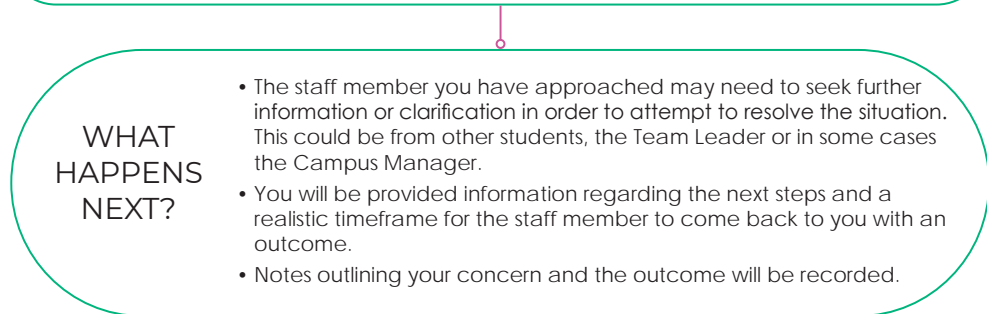 WHAT
HAPPENS
NEXT?
• The staff member you have approached may need to seek further
information or clarification in order to attempt to resolve the situation.
This could be from other students, the Team Leader or in some cases
the Campus Manager.
• You will be provided information regarding the next steps and a
realistic timeframe for the staff member to come back to you with an
outcome.
• Notes outlining your concern and the outcome will be recorded.